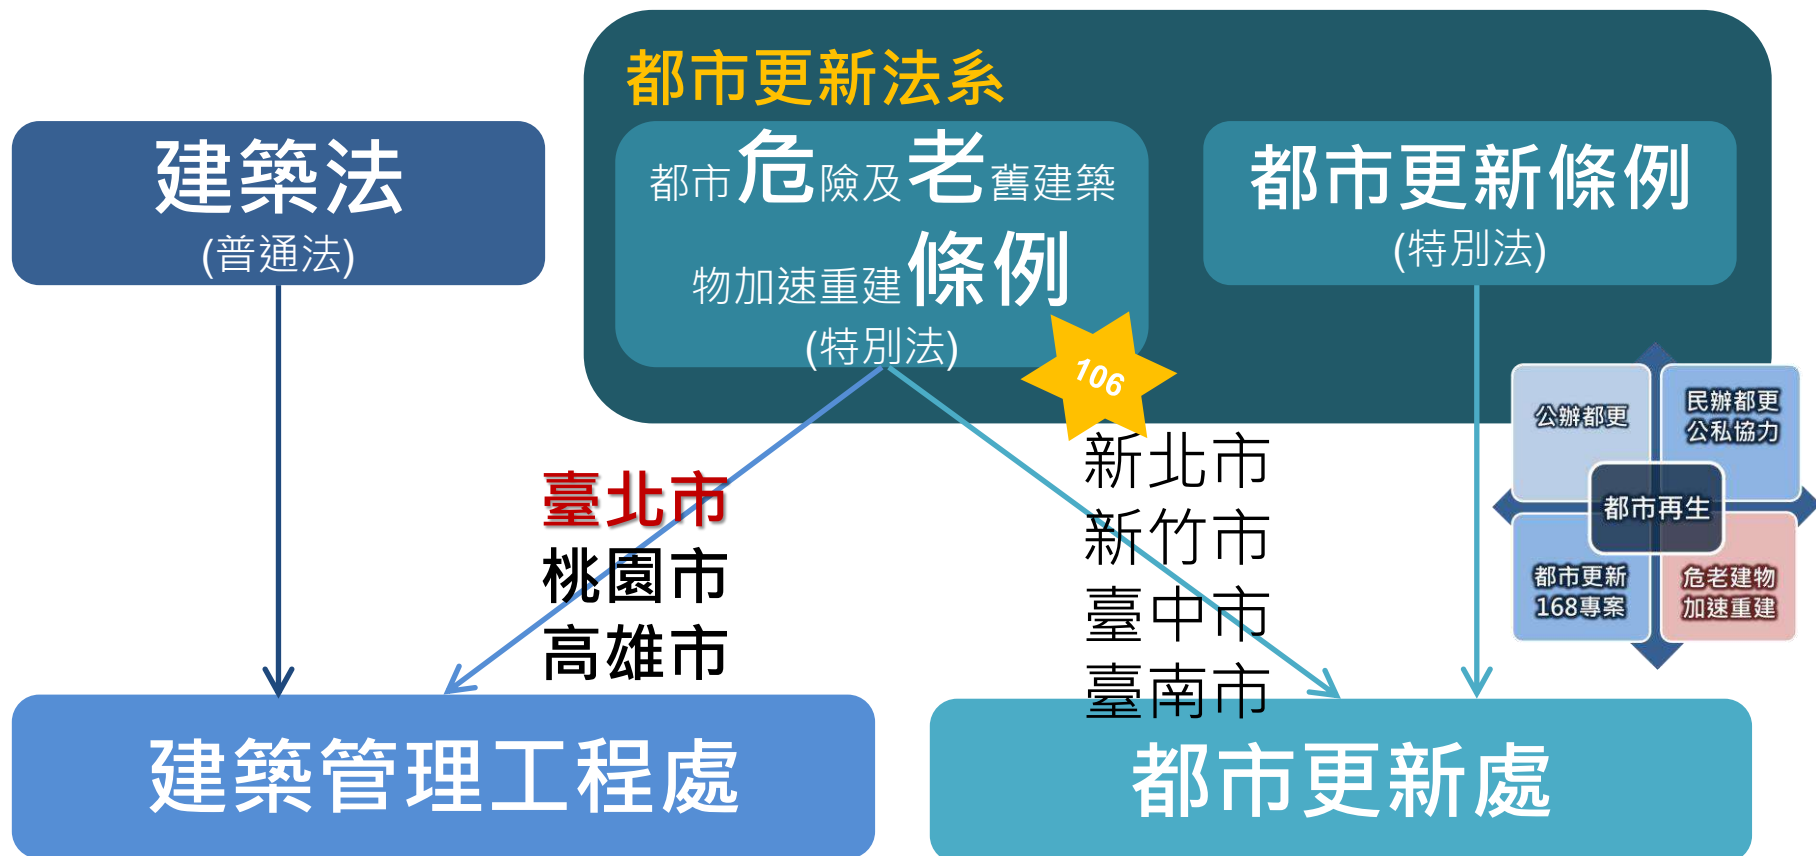 都市更新法系
建築法
(普通法)
都市危險及老舊建築
物加速重建條例
(特別法)
106
都市更新條例
(特別法)
臺北市
桃園市
高雄市
新北市
新竹市
臺中市
臺南市
公辦都更
民辦都更
公私協力
都市再生
都市更新
168專案
危老建物
加速重建
建築管理工程處
都市更新處